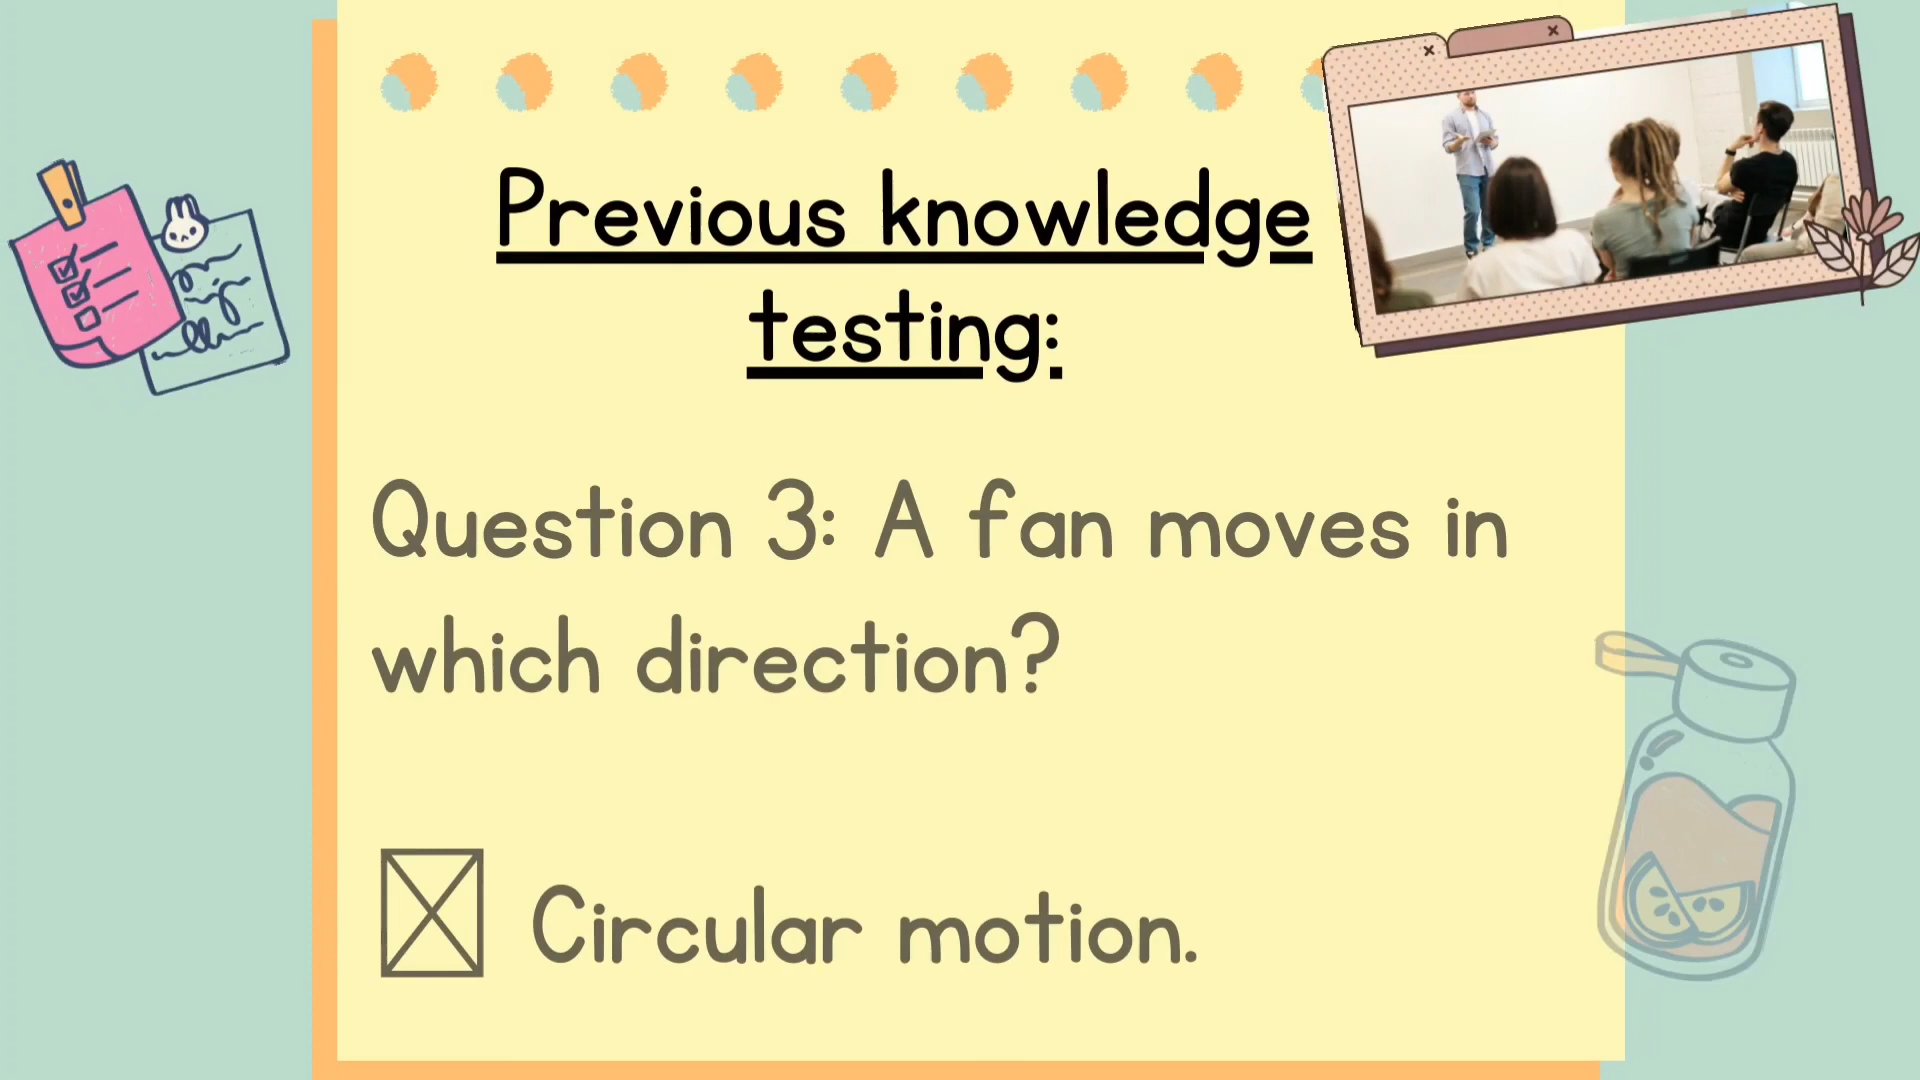 Previous knowledge
testing:
Question 3: A fan moves in
which direction?
Circular motion.